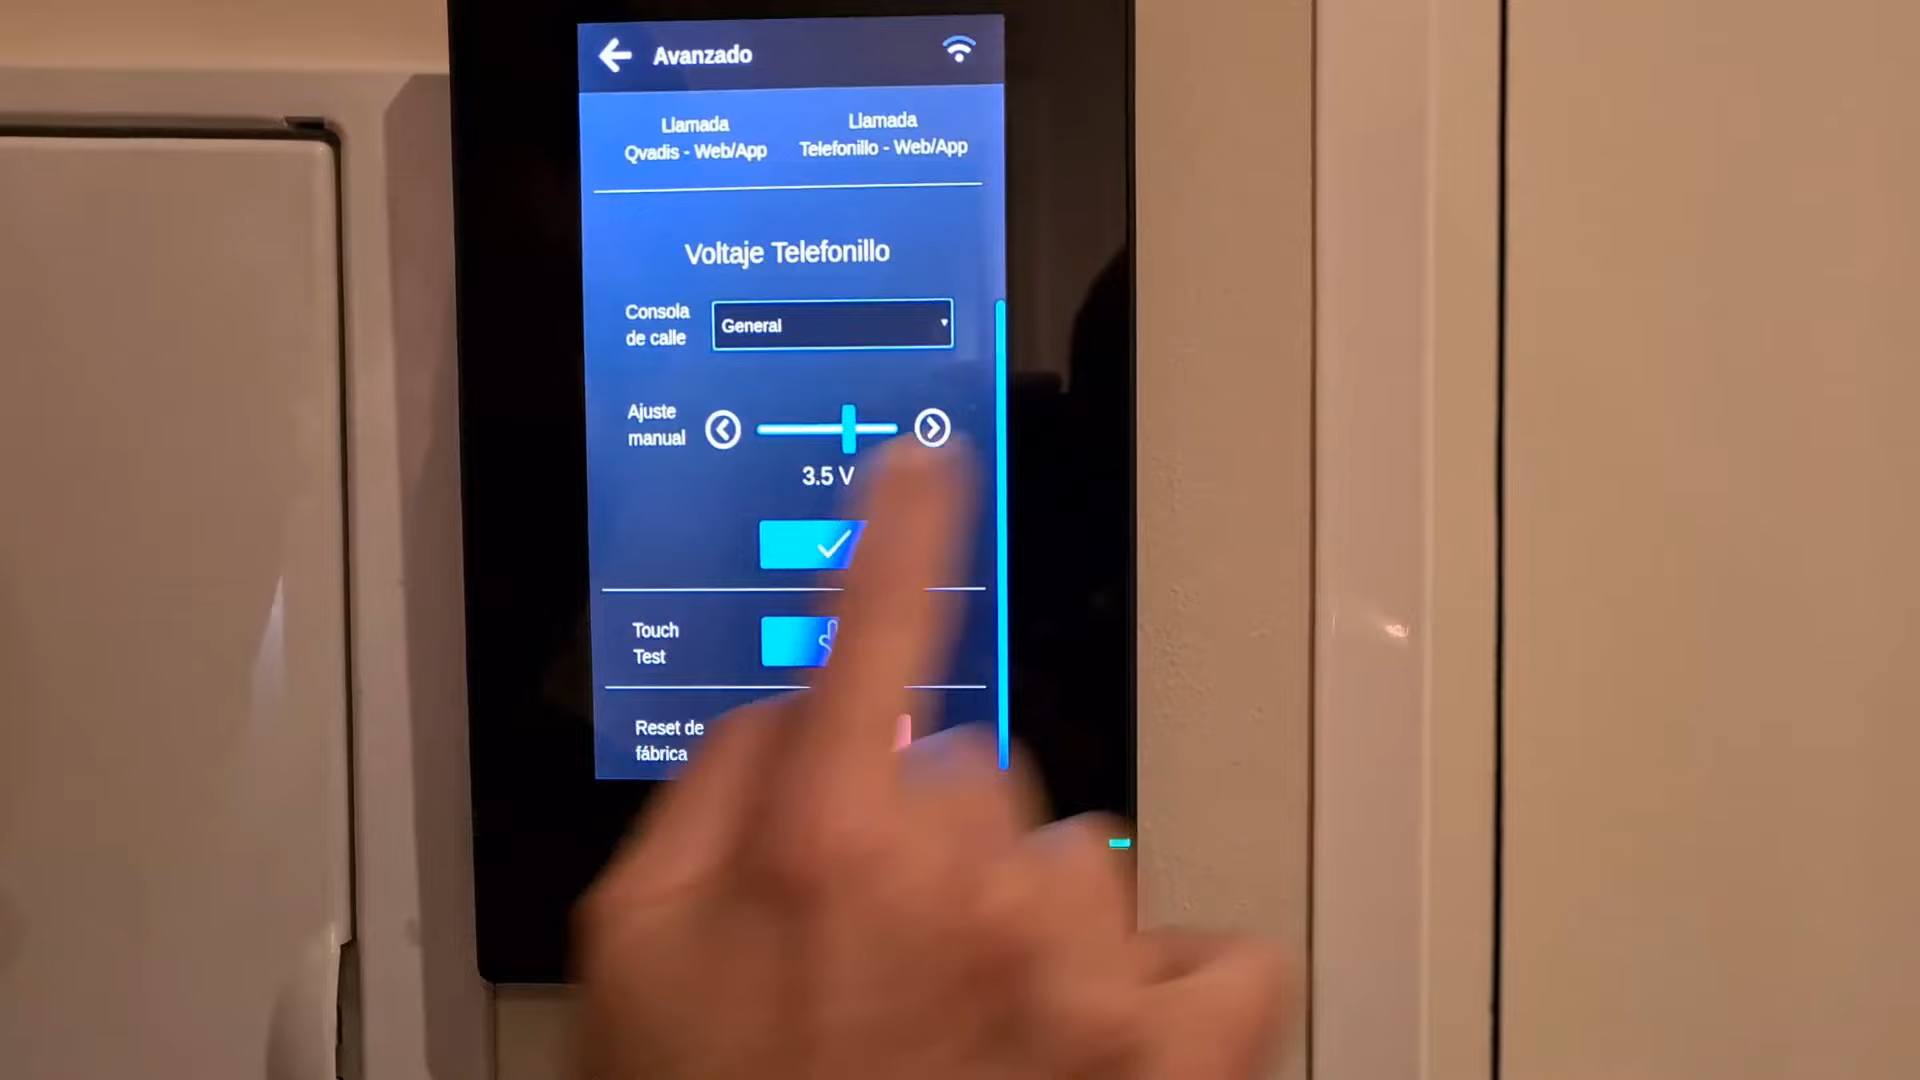 Avanzado
Llamada
Qvadis - Web/App
Llamada
Telefonillo - Web/App
Voltaje Telefonillo
Consola
de calle
General
Ajuste
manual
3.5 V
Touch
Test
Reset de
fábrica